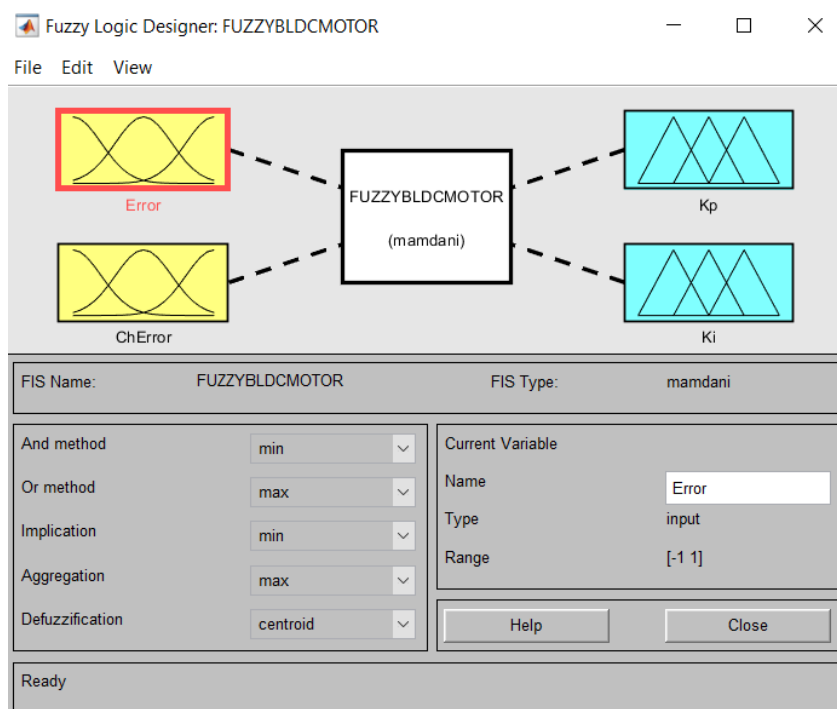 Fuzzy Logic Designer: FUZZYBLDCMOTOR
File Edit View
Error
ChError
FUZZYBLDCMOTOR
(mamdani)
Kp
Ki
FIS Name: FUZZYBLDCMOTOR FIS Type: mamdani
And method min
Or method max
Implication min
Aggregation max
Defuzzification centroid
Current Variable
Name Error
Type input
Range [-1 1]
Help Close
Ready